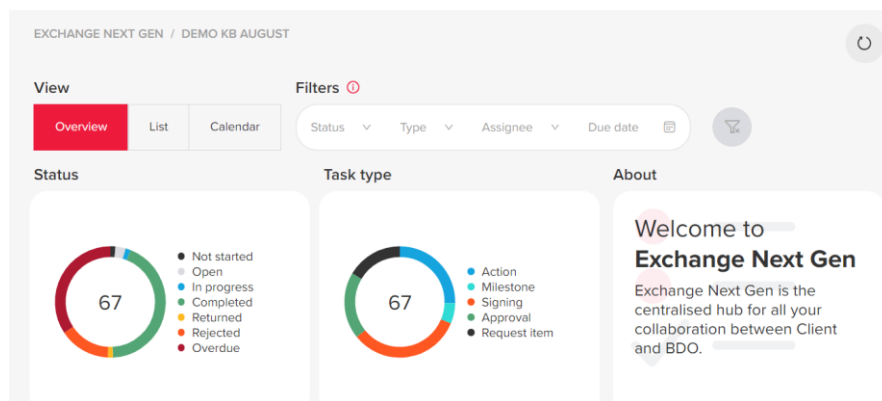 EXCHANGE NEXT GEN / DEMO KB AUGUST
View
Filters
Overview
List
Calendar
Status
Type
Assignee
Due date
Status
Task type
About
67
Not started
Open
In progress
Completed
Returned
Rejected
Overdue
67
Action
Milestone
Signing
Approval
Request item
Welcome to
Exchange Next Gen
Exchange Next Gen is the
centralised hub for all your
collaboration between Client
and BDO.